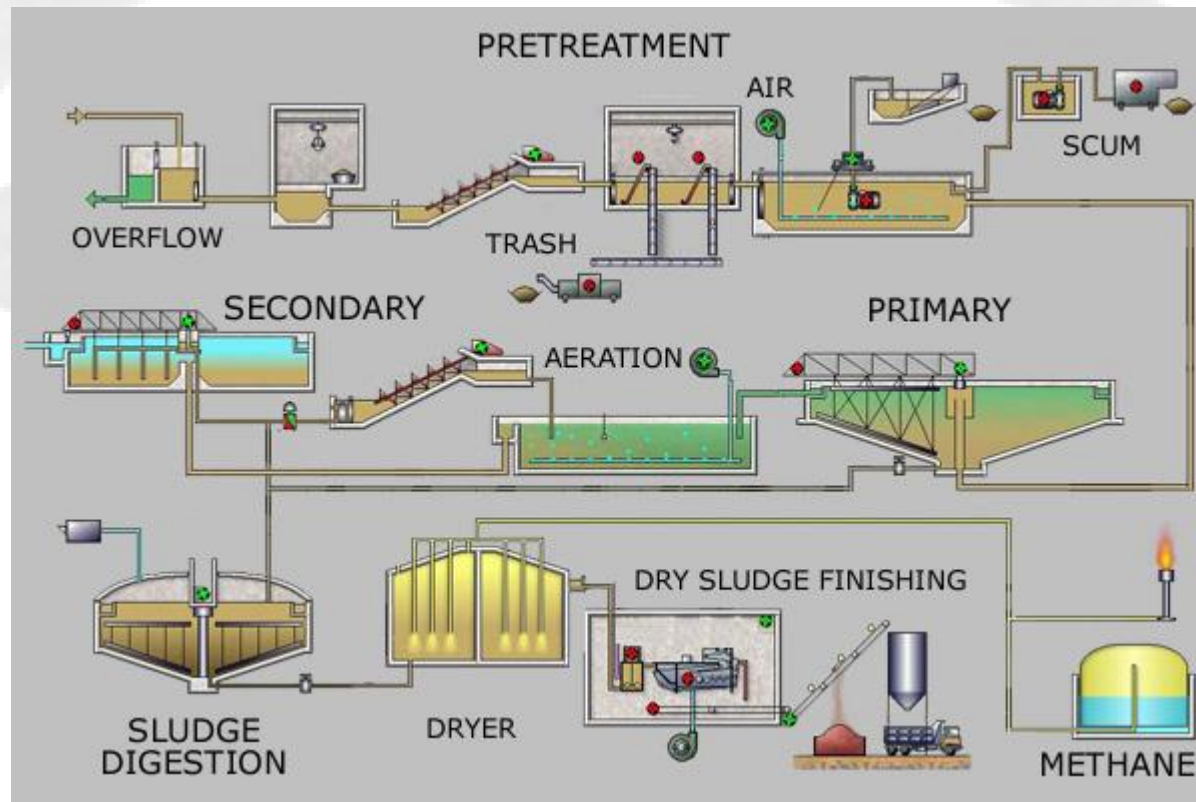 PRETREATMENT
AIR
SCUM
OVERFLOW
TRASH
SECONDARY
PRIMARY
AERATION
DRY SLUDGE FINISHING
SLUDGE
DIGESTION
DRYER
METHANE